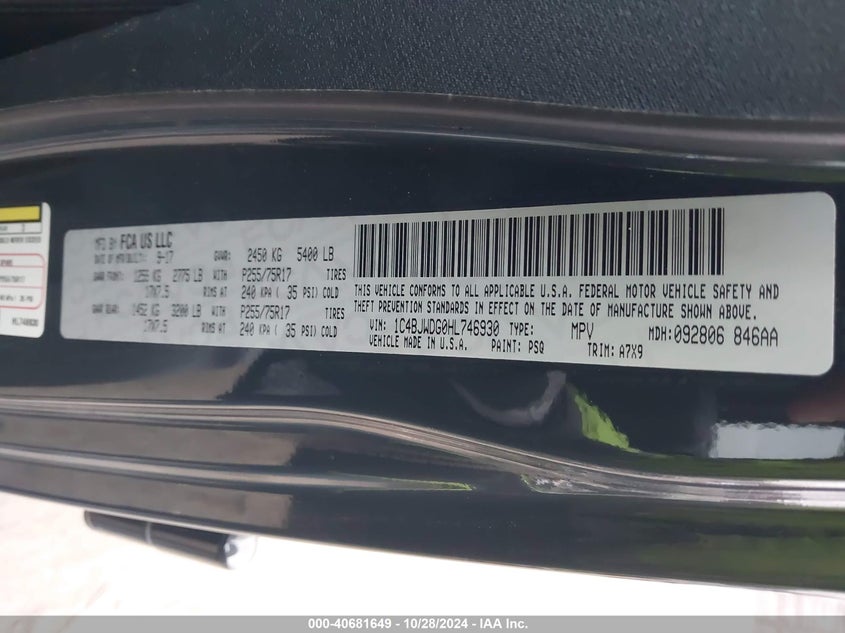 MFD BY FCA US LLC
DATE OF MFR/BUILT: 9-17 GVWR: 2450 KG 5400 LB
GAWR FRONT: 1255 KG 2775 LB WITH P255/75R17 TIRES
17X7.5 RIMS AT 240 KPA ( 35 PSI) COLD
GAWR REAR: 1452 KG 3200 LB WITH P255/75R17 TIRES
17X7.5 RIMS AT 240 KPA ( 35 PSI) COLD
THIS VEHICLE CONFORMS TO ALL APPLICABLE U.S.A. FEDERAL MOTOR VEHICLE SAFETY AND
THEFT PREVENTION STANDARDS IN EFFECT ON THE DATE OF MANUFACTURE SHOWN ABOVE.
VIN: 1C4BJWDG0HL746930 TYPE: MPV MDH:092806 846AA
VEHICLE MADE IN U.S.A. PAINT: PSQ TRIM: A7X9
HL746930
000-40681649 - 10/28/2024 - IAA Inc.